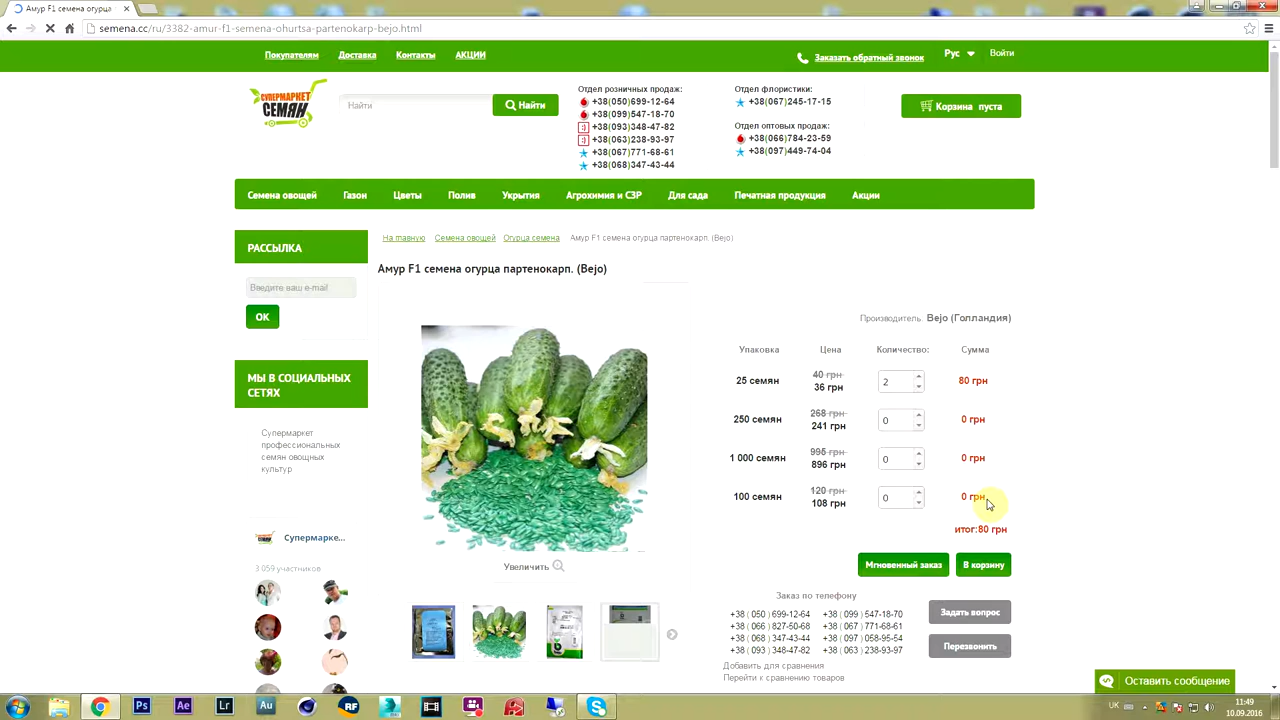 Амур F1 семена огурца ×
semena.cc/ru/3382-amur-f1-semena-ohurtsa-partenokarp-bejo.html
Покупателям Доставка Контакты АКЦИИ Заказать обратный звонок Рус Войти
СУПЕРМАРКЕТ
СЕМЯН
Найти Найти
Отдел розничных продаж:
+38(050)699-12-64
+38(099)547-18-70
+38(093)348-47-82
+38(063)238-93-97
+38(067)771-68-61
+38(068)347-43-44
Отдел флористики:
+38(067)245-17-15
Отдел оптовых продаж:
+38(066)784-23-59
+38(097)449-74-04
Корзина пуста
Семена овощей Газон Цветы Полив Укрытия Агрохимия и СЗР Для сада Печатная продукция Акции
РАССЫЛКА
Введите ваш e-mail
ОК
МЫ В СОЦИАЛЬНЫХ
СЕТЯХ
Супермаркет
профессиональных
семян овощных
культур
Супермарке...
3 059 участников
На главную Семена овощей Огурца семена Амур F1 семена огурца партенокарп. (Bejo)
Амур F1 семена огурца партенокарп. (Bejo)
Производитель: Bejo (Голландия)
Упаковка Цена Количество: Сумма
25 семян 40 грн 36 грн 2 80 грн
250 семян 268 грн 241 грн 0 0 грн
1 000 семян 995 грн 896 грн 0 0 грн
100 семян 120 грн 108 грн 0 0 грн
итог:80 грн
Увеличить
Мгновенный заказ В корзину
Заказ по телефону
+38 ( 050 ) 699-12-64 +38 ( 099 ) 547-18-70
+38 ( 066 ) 827-50-68 +38 ( 067 ) 771-68-61
+38 ( 068 ) 347-43-44 +38 ( 097 ) 058-95-54
+38 ( 093 ) 348-47-82 +38 ( 063 ) 238-93-97
Задать вопрос
Перезвонить
Добавить для сравнения
Перейти к сравнению товаров
Оставить сообщение
Ps Ae Lr Au RF
UK
11:49
10.09.2016